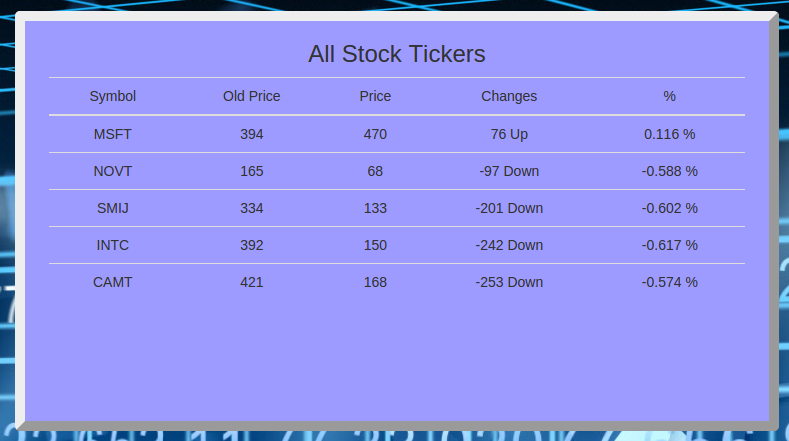 All Stock Tickers
Symbol Old Price Price Changes %
MSFT 394 470 76 Up 0.116 %
NOVT 165 68 -97 Down -0.588 %
SMIJ 334 133 -201 Down -0.602 %
INTC 392 150 -242 Down -0.617 %
CAMT 421 168 -253 Down -0.574 %